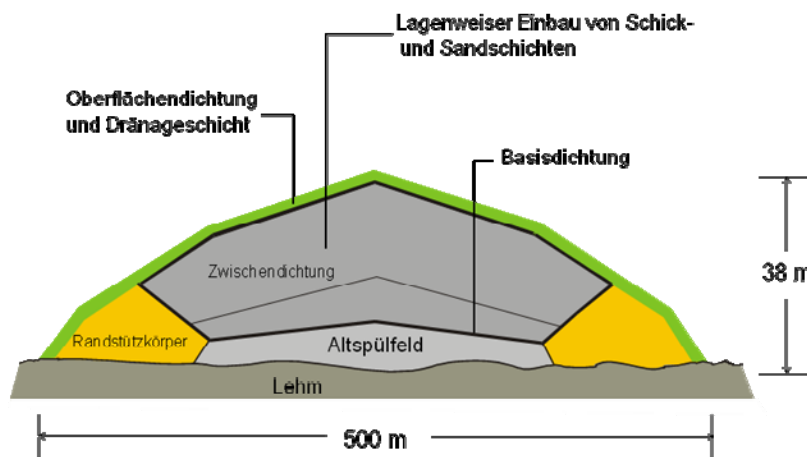 Lagenweiser Einbau von Schick-
und Sandschichten
Oberflächendichtung
und Dränageschicht
Basisdichtung
Zwischendichtung
38 m
Randstützkörper
Altspülfeld
Lehm
500 m